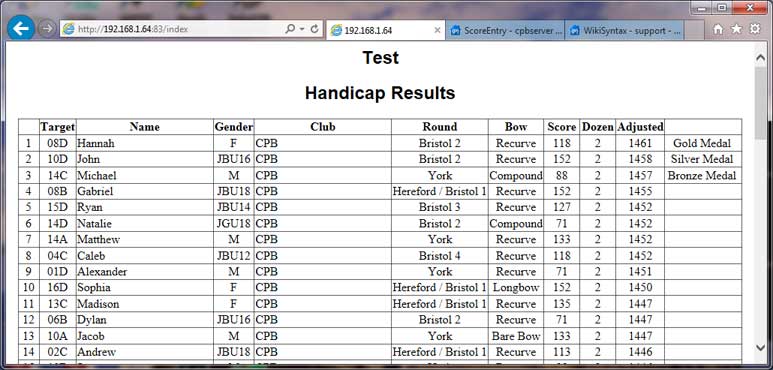 http://192.168.1.64:83/index
192.168.1.64
ScoreEntry - cpbserver ...
WikiSyntax - support - ...
Test
Handicap Results
Target Name Gender Club Round Bow Score Dozen Adjusted
1 08D Hannah F CPB Bristol 2 Recurve 118 2 1461 Gold Medal
2 10D John JBU16 CPB Bristol 2 Recurve 152 2 1458 Silver Medal
3 14C Michael M CPB York Compound 88 2 1457 Bronze Medal
4 08B Gabriel JBU18 CPB Hereford / Bristol 1 Recurve 152 2 1455
5 15D Ryan JBU14 CPB Bristol 3 Recurve 127 2 1452
6 14D Natalie JGU18 CPB Bristol 2 Compound 71 2 1452
7 14A Matthew M CPB York Recurve 133 2 1452
8 04C Caleb JBU12 CPB Bristol 4 Recurve 118 2 1452
9 01D Alexander M CPB York Recurve 71 2 1451
10 16D Sophia F CPB Hereford / Bristol 1 Longbow 152 2 1450
11 13C Madison F CPB Hereford / Bristol 1 Recurve 135 2 1447
12 06B Dylan JBU16 CPB Bristol 2 Recurve 71 2 1447
13 10A Jacob M CPB York Bare Bow 133 2 1447
14 02C Andrew JBU18 CPB Hereford / Bristol 1 Recurve 113 2 1446